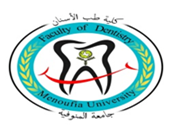 كلية طب الأسنان
Faculty of Dentistry
Menoufia University
جامعة المنوفية